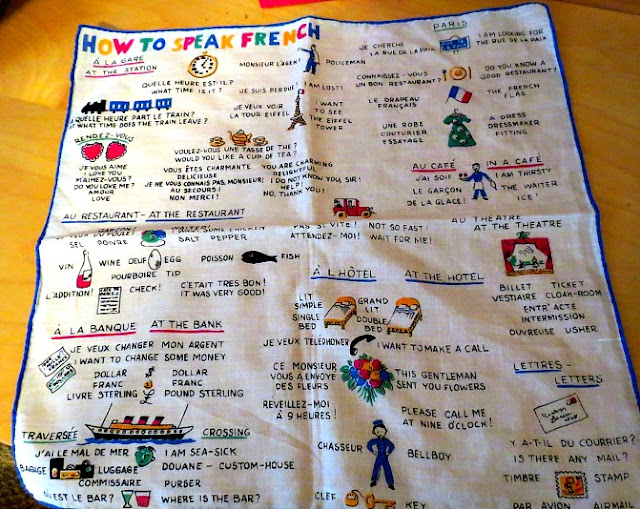 HOW TO SPEAK FRENCH
PARIS
À LA GARE
AT THE STATION
MONSIEUR L'AGENT
POLICEMAN
JE CHERCHE
LA RUE DE LA PAIX
I AM LOOKING FOR
THE RUE DE LA PAIX
QUELLE HEURE EST-IL?
WHAT TIME IS IT?
JE SUIS PERDU!
I AM LOST!
CONNAISSEZ-VOUS
UN BON RESTAURANT?
DO YOU KNOW A
GOOD RESTAURANT?
À QUELLE HEURE PART LE TRAIN?
AT WHAT TIME DOES THE TRAIN LEAVE?
JE VEUX VOIR
LA TOUR EIFFEL
I WANT
TO SEE
THE EIFFEL
TOWER
LE DRAPEAU
FRANÇAIS
THE FRENCH
FLAG
RENDEZ-VOUS
VOULEZ-VOUS UNE TASSE DE THÉ?
WOULD YOU LIKE A CUP OF TEA?
UNE ROBE
COUTURIER
ESSAYAGE
A DRESS
DRESSMAKER
FITTING
JE VOUS AIME
I LOVE YOU
M'AIMEZ-VOUS?
DO YOU LOVE ME?
AMOUR
LOVE
VOUS ÊTES CHARMANTE
DELICIEUSE
JE NE VOUS CONNAIS PAS, MONSIEUR!
AU SECOURS!
NON MERCI!
YOU ARE CHARMING
DELIGHTFUL
I DO NOT KNOW YOU, SIR!
HELP!
NO, THANK YOU!
AU CAFÉ
IN A CAFÉ
J'AI SOIF
I AM THIRSTY
LE GARÇON
THE WAITER
DE LA GLACE!
ICE!
AU RESTAURANT - AT THE RESTAURANT
SEL POIVRE
SALT PEPPER
PAS SI VITE!
NOT SO FAST!
ATTENDEZ-MOI!
WAIT FOR ME!
AU THEATRE
AT THE THEATRE
VIN
WINE
OEUF
EGG
POISSON
FISH
POURBOIRE TIP
L'ADDITION!
CHECK!
C'ETAIT TRES BON!
IT WAS VERY GOOD!
À L'HÔTEL
AT THE HOTEL
BILLET TICKET
VESTIAIRE CLOAK-ROOM
ENTR'ACTE
INTERMISSION
OUVREUSE USHER
LIT
SIMPLE
SINGLE
BED
GRAND
LIT
DOUBLE
BED
À LA BANQUE
AT THE BANK
JE VEUX CHANGER MON ARGENT
I WANT TO CHANGE SOME MONEY
JE VEUX TELEPHONER
I WANT TO MAKE A CALL
DOLLAR
FRANC
LIVRE STERLING
DOLLAR
FRANC
POUND STERLING
CE MONSIEUR
VOUS A ENVOYE
DES FLEURS
THIS GENTLEMAN
SENT YOU FLOWERS
LETTRES -
LETTERS
REVEILLEZ-MOI
À 9 HEURES!
PLEASE CALL ME
AT NINE O'CLOCK!
TRAVERSÉE
CROSSING
J'AI LE MAL DE MER
I AM SEA-SICK
BAGAGE
LUGGAGE
DOUANE - CUSTOM-HOUSE
COMMISSAIRE
PURSER
OÙ EST LE BAR?
WHERE IS THE BAR?
CHASSEUR
BELLBOY
CLEF
KEY
Y A-T-IL DU COURRIER?
IS THERE ANY MAIL?
TIMBRE
STAMP
PAR AVION
AIRMAIL